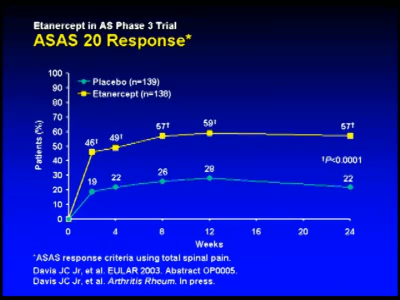 Etanercept in AS Phase 3 Trial
ASAS 20 Response*
100
90
80
70
60
50
40
30
20
10
0
Patients (%)
Placebo (n=139)
Etanercept (n=138)
46†
49†
57†
59†
57†
†P<0.0001
19
22
26
28
22
0
4
8
12
16
20
24
Weeks
*ASAS response criteria using total spinal pain.
Davis JC Jr, et al. EULAR 2003. Abstract OP0005.
Davis JC Jr, et al. Arthritis Rheum. In press.